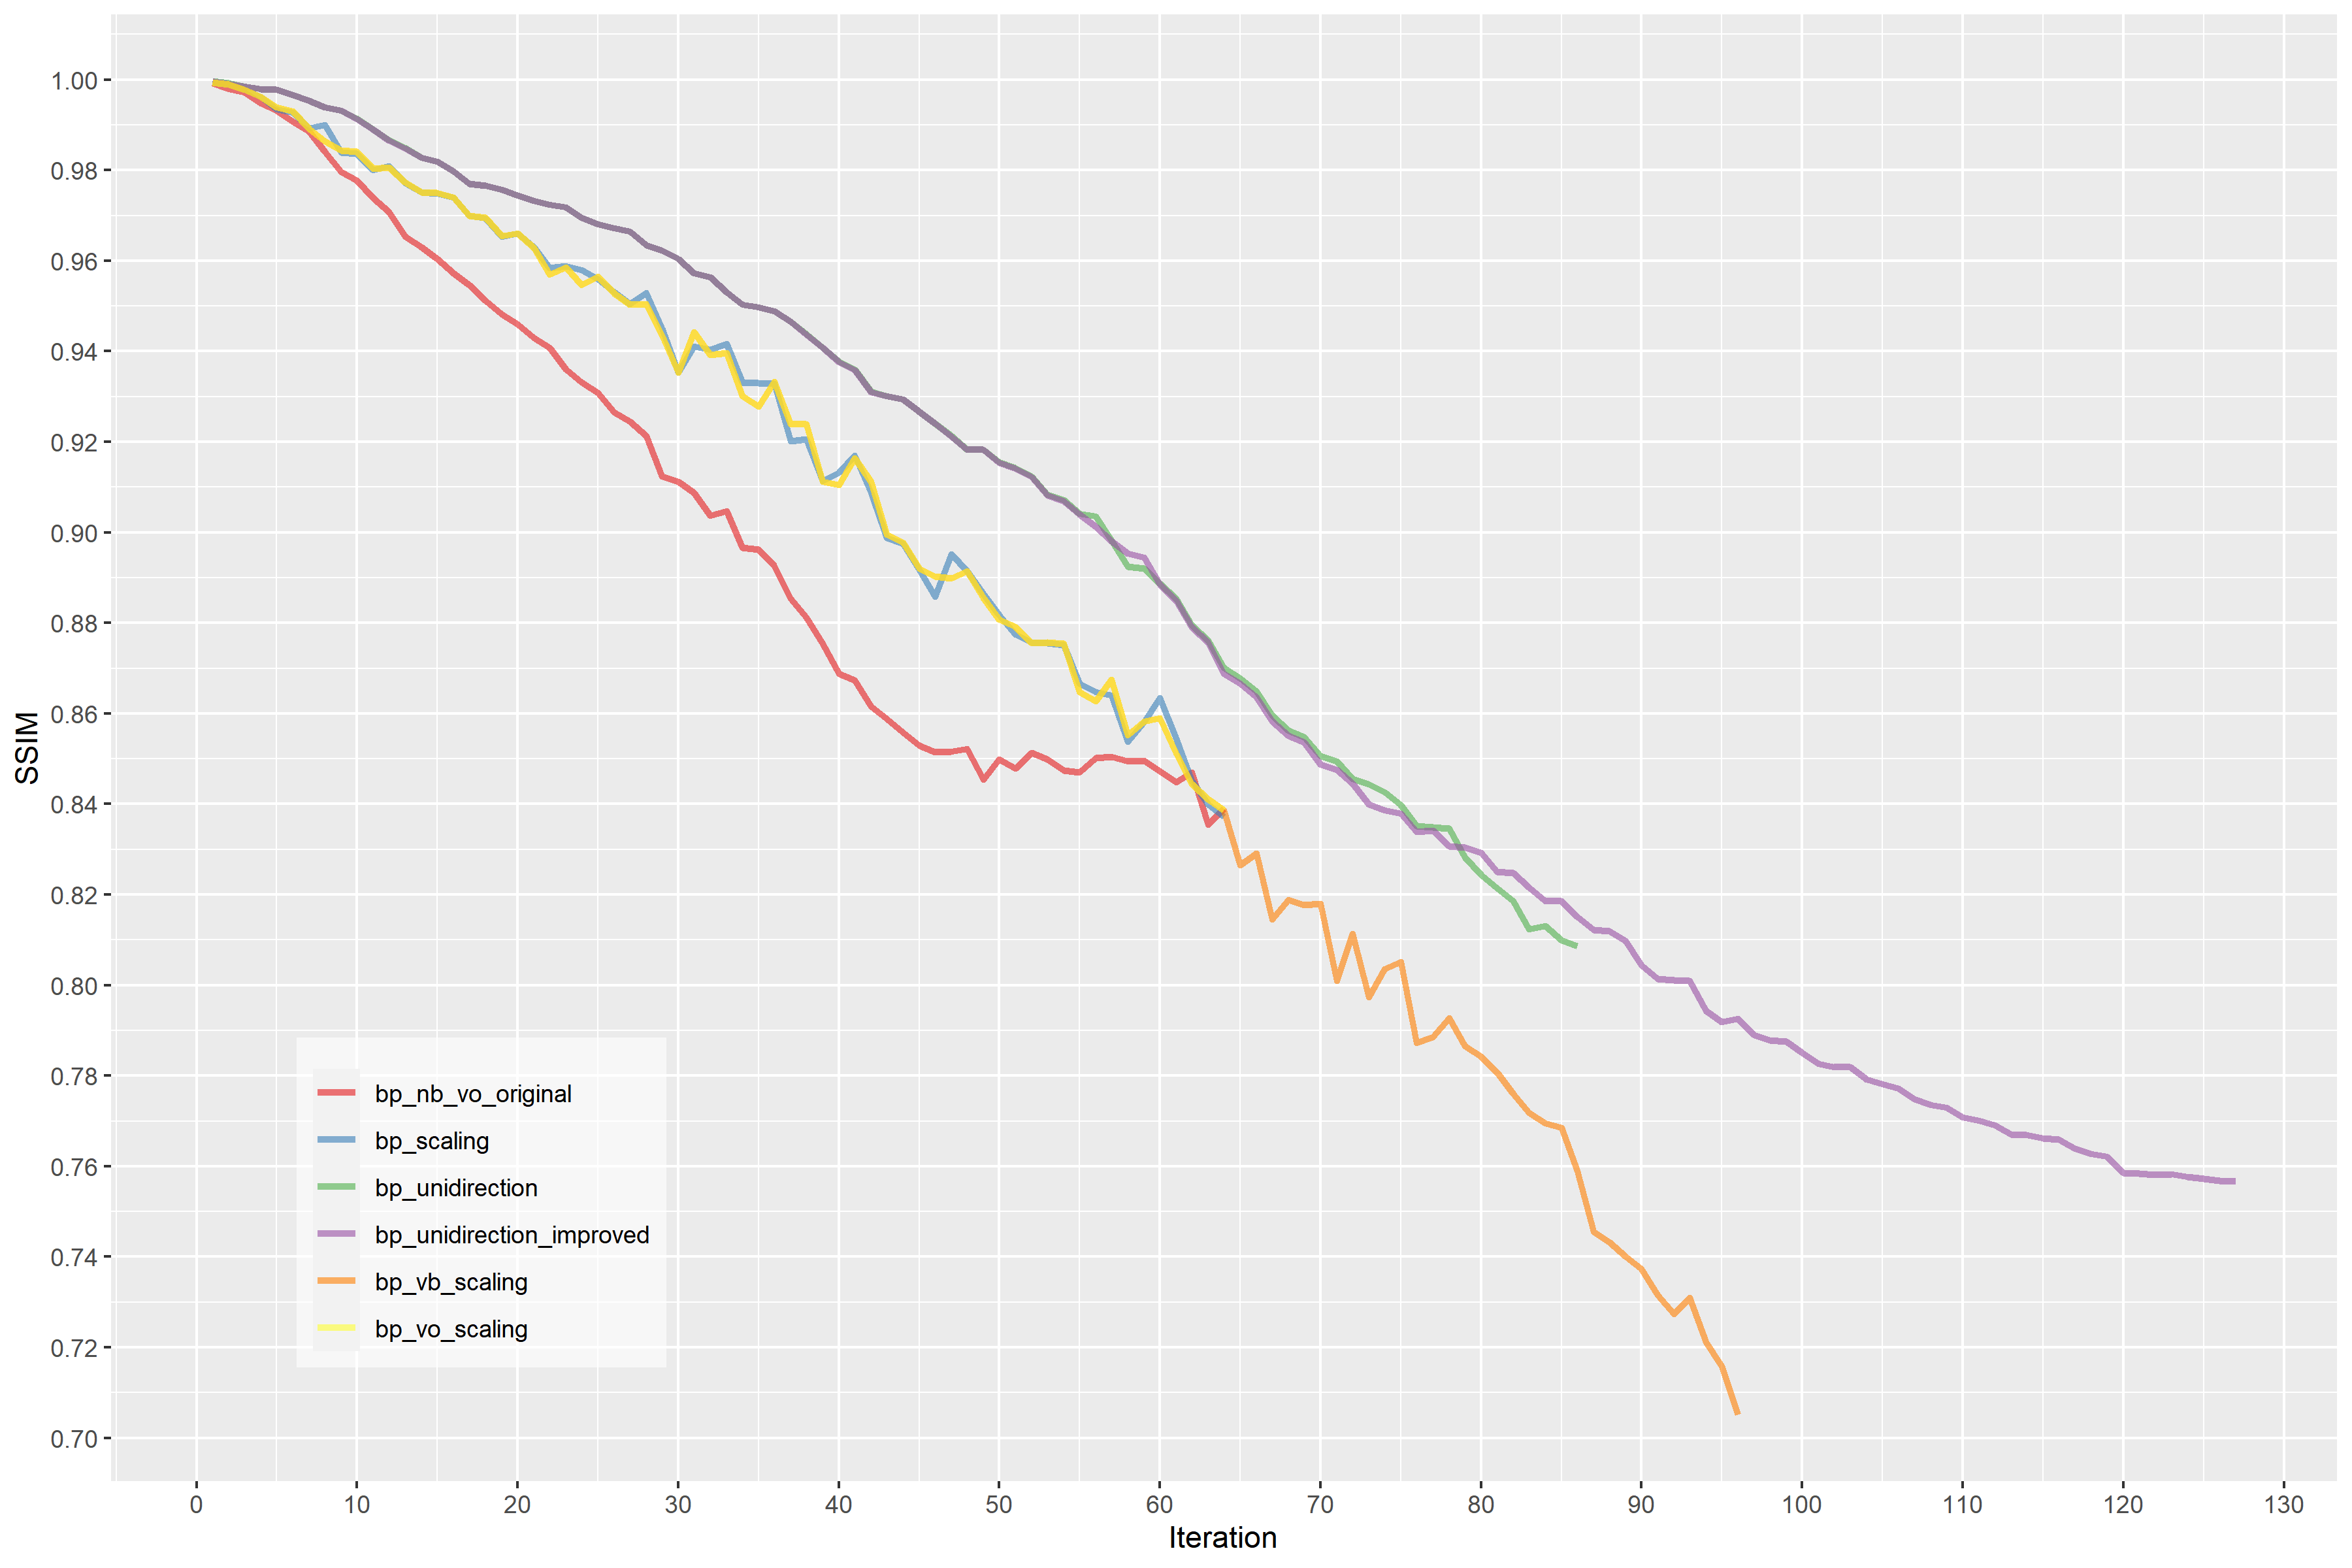 1.00
0.98
0.96
0.94
0.92
0.90
0.88
0.86
0.84
0.82
0.80
0.78
0.76
0.74
0.72
0.70
SSIM
bp_nb_vo_original
bp_scaling
bp_unidirection
bp_unidirection_improved
bp_vb_scaling
bp_vo_scaling
0 10 20 30 40 50 60 70 80 90 100 110 120 130
Iteration